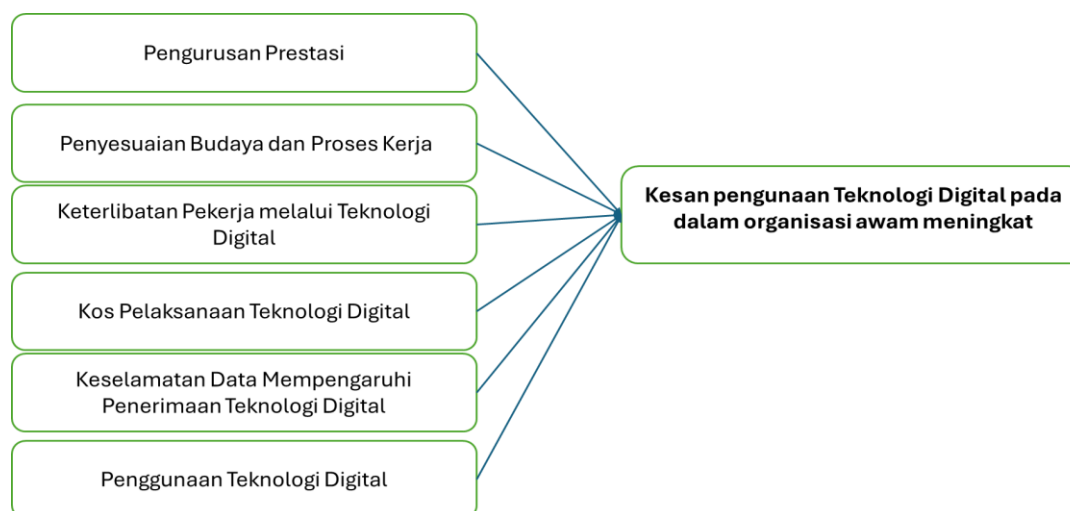 Pengurusan Prestasi
Penyesuaian Budaya dan Proses Kerja
Keterlibatan Pekerja melalui Teknologi
Digital
Kos Pelaksanaan Teknologi Digital
Keselamatan Data Mempengaruhi
Penerimaan Teknologi Digital
Penggunaan Teknologi Digital
Kesan pengunaan Teknologi Digital pada
dalam organisasi awam meningkat